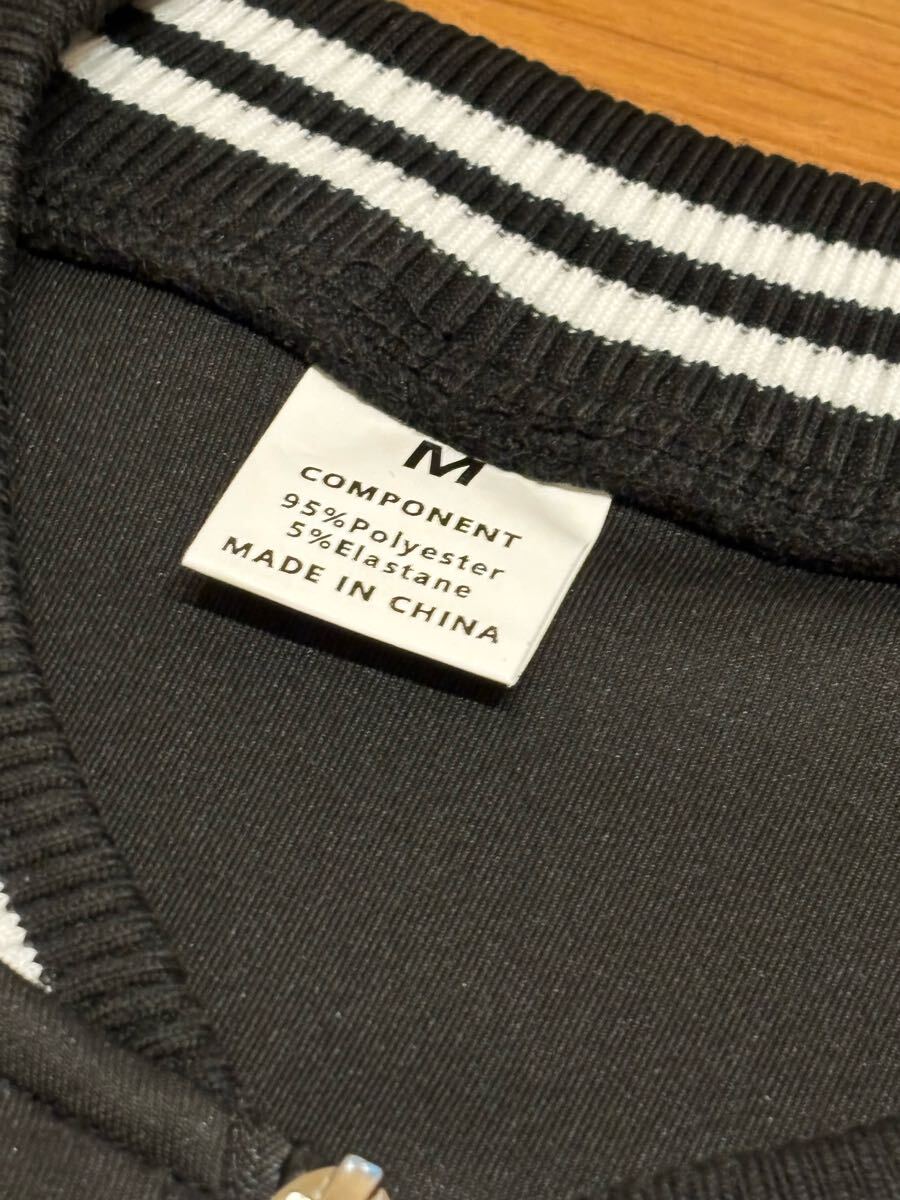 M
COMPONENT
95%Polyester
5%Elastane
MADE IN CHINA